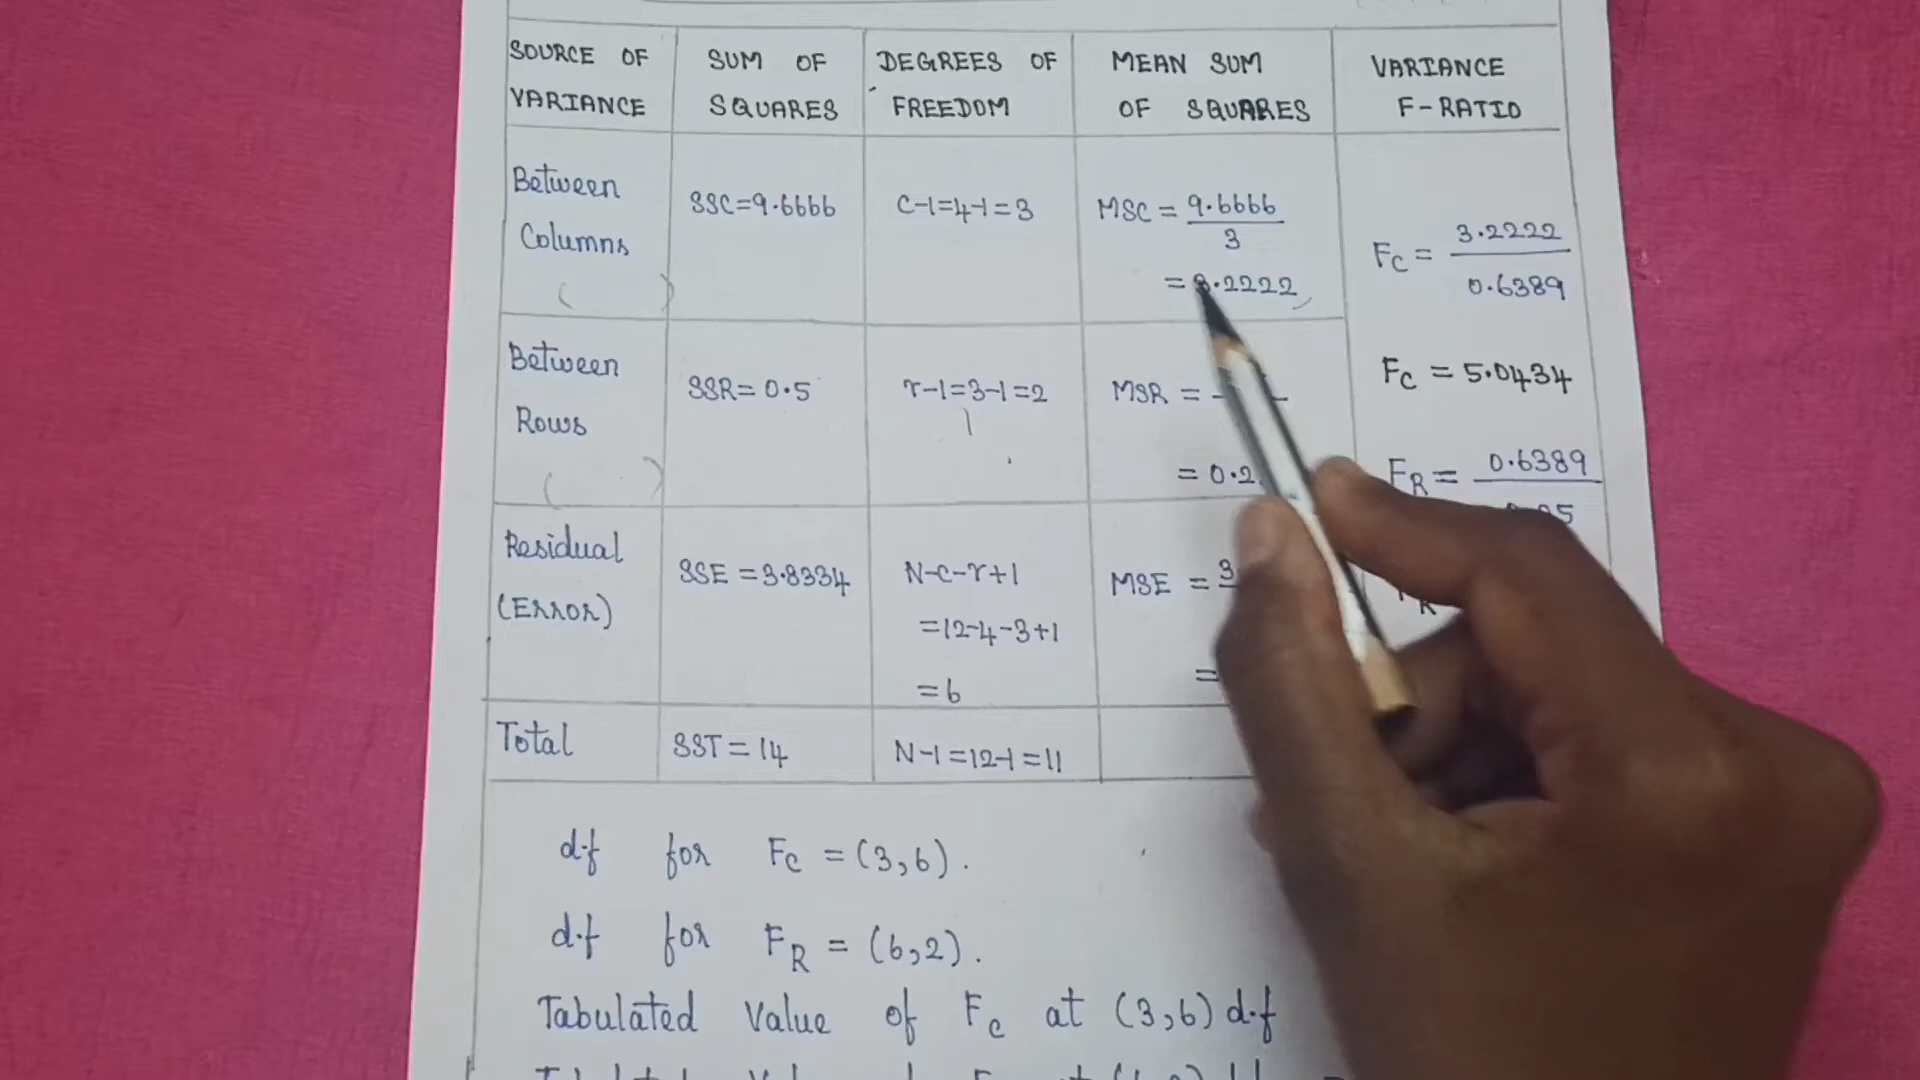 SOURCE OF VARIANCE
SUM OF SQUARES
DEGREES OF FREEDOM
MEAN SUM OF SQUARES
VARIANCE F-RATIO
Between Columns
SSC=9.6666
C-1=4-1=3
MSC = 9.6666
3
=3.2222
Fc = 3.2222
0.6389
Fc = 5.0434
Between Rows
SSR=0.5
r-1=3-1=2
MSR =
= 0.2
FR = 0.6389
Residual (Error)
SSE =3.8334
N-c-r+1
=12-4-3+1
=6
MSE = 3
=
Total
SST=14
N-1=12-1=11
d.f for Fc = (3,6).
d.f for FR = (6,2).
Tabulated Value of Fc at (3,6) d.f